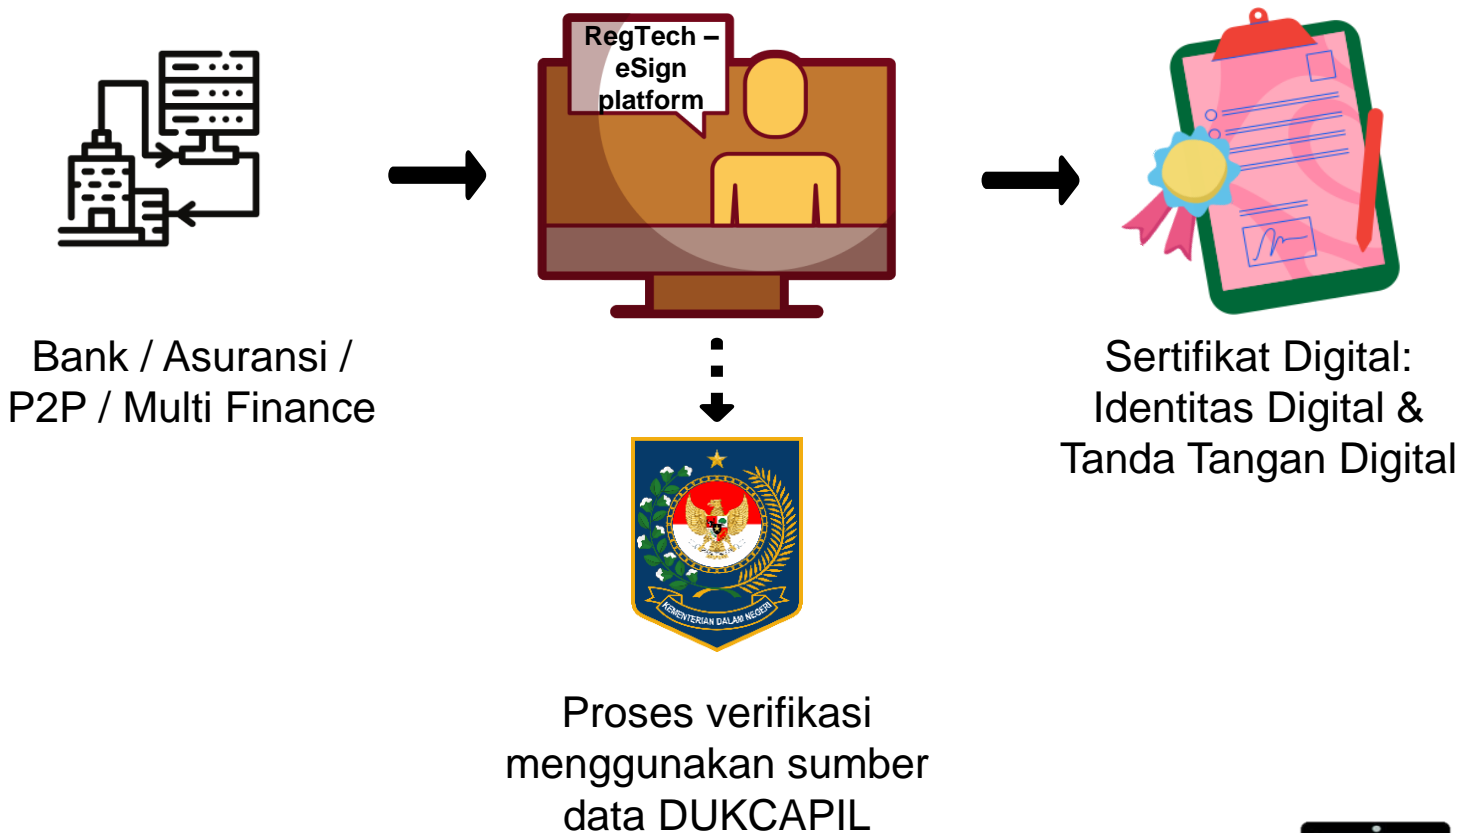 RegTech –
eSign
platform
Bank / Asuransi /
P2P / Multi Finance
Sertifikat Digital:
Identitas Digital &
Tanda Tangan Digital
KEMENTERIAN DALAM NEGERI
Proses verifikasi
menggunakan sumber
data DUKCAPIL